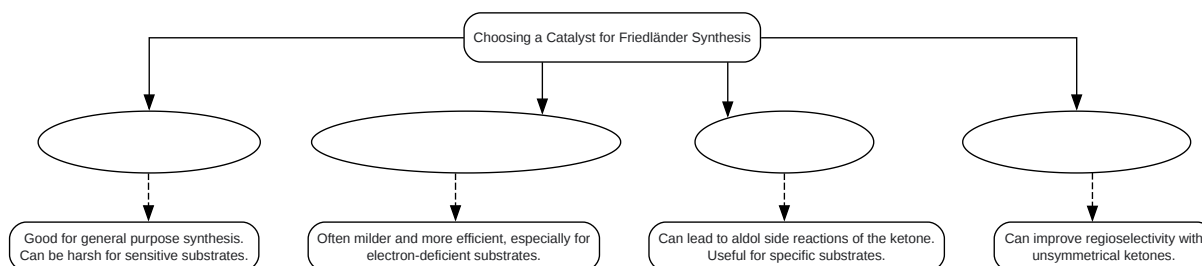 Choosing a Catalyst for Friedländer Synthesis
Good for general purpose synthesis.
Can be harsh for sensitive substrates.
Often milder and more efficient, especially for
electron-deficient substrates.
Can lead to aldol side reactions of the ketone.
Useful for specific substrates.
Can improve regioselectivity with
unsymmetrical ketones.